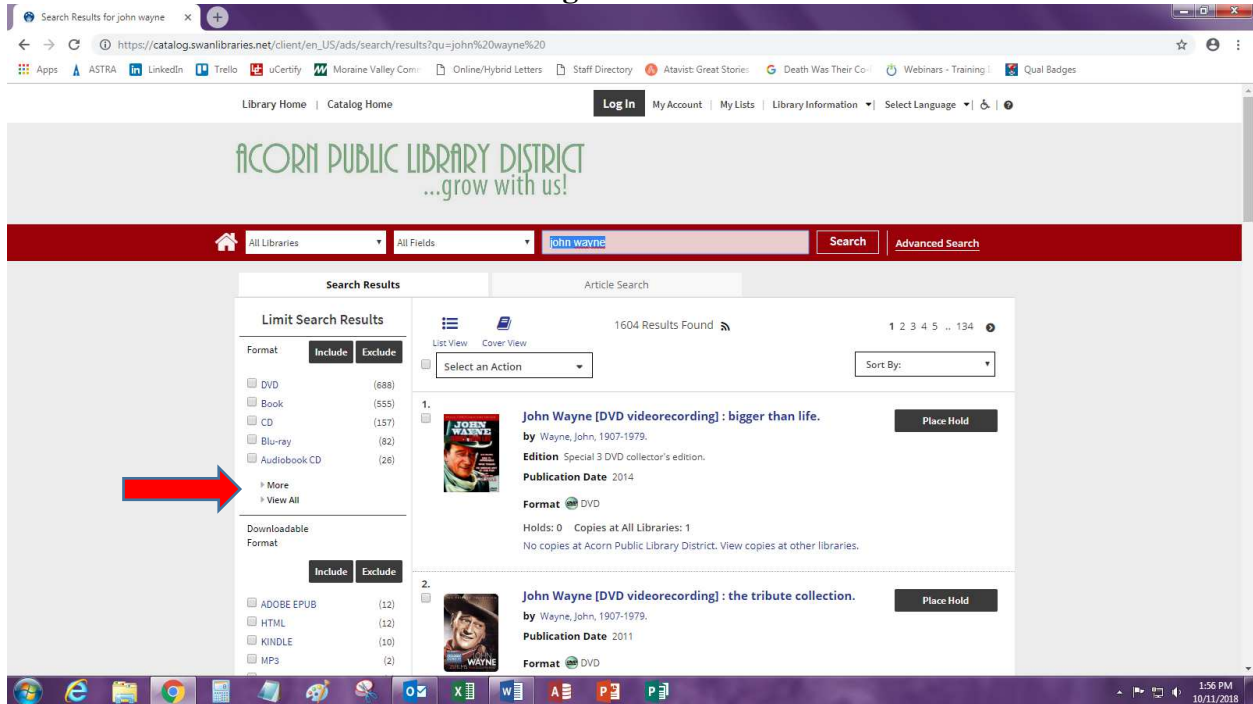 g
Search Results for john wayne
https://catalog.swanlibraries.net/client/en_US/ads/search/results?qu=john%20wayne%20
Apps ASTRA LinkedIn Trello uCertify Moraine Valley Com Online/Hybrid Letters Staff Directory Atavist: Great Stories Death Was Their Co- Webinars - Training Qual Badges
Library Home | Catalog Home Log In My Account | My Lists | Library Information | Select Language
ACORN PUBLIC LIBRARY DISTRICT
...grow with us!
All Libraries All Fields john wayne Search Advanced Search
Search Results Article Search
Limit Search Results
List View Cover View
1604 Results Found
1 2 3 4 5 .. 134
Select an Action
Sort By:
Format Include Exclude
DVD (688)
Book (555)
CD (157)
Blu-ray (82)
Audiobook CD (26)
More
View All
Downloadable
Format
Include Exclude
ADOBE EPUB (12)
HTML (12)
KINDLE (10)
MP3 (2)
1.
JOHN
WAYNE
John Wayne [DVD videorecording] : bigger than life.
Place Hold
by Wayne, John, 1907-1979.
Edition Special 3 DVD collector's edition.
Publication Date 2014
Format DVD
Holds: 0 Copies at All Libraries: 1
No copies at Acorn Public Library District. View copies at other libraries.
2.
WAYNE
John Wayne [DVD videorecording] : the tribute collection.
Place Hold
by Wayne, John, 1907-1979.
Publication Date 2011
Format DVD
1:56 PM
10/11/2018